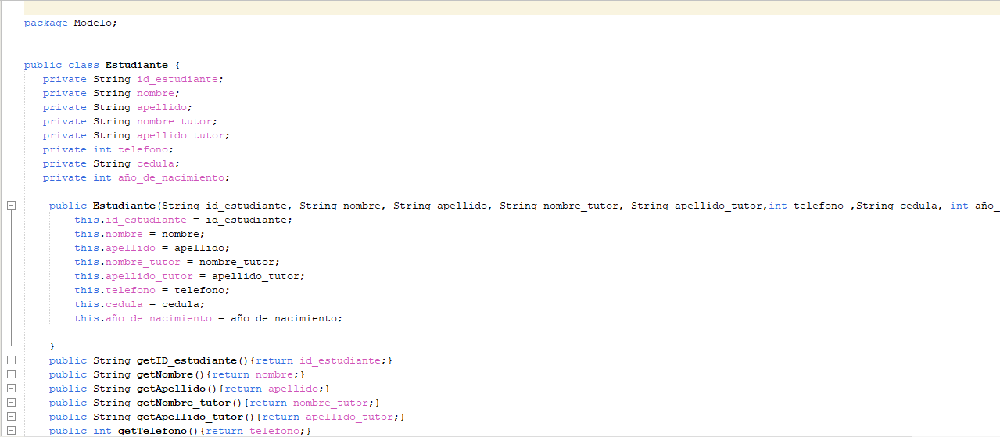 package Modelo;
public class Estudiante {
private String id_estudiante;
private String nombre;
private String apellido;
private String nombre_tutor;
private String apellido_tutor;
private int telefono;
private String cedula;
private int año_de_nacimiento;
public Estudiante(String id_estudiante, String nombre, String apellido, String nombre_tutor, String apellido_tutor,int telefono ,String cedula, int año_
this.id_estudiante = id_estudiante;
this.nombre = nombre;
this.apellido = apellido;
this.nombre_tutor = nombre_tutor;
this.apellido_tutor = apellido_tutor;
this.telefono = telefono;
this.cedula = cedula;
this.año_de_nacimiento = año_de_nacimiento;
}
public String getID_estudiante(){return id_estudiante;}
public String getNombre(){return nombre;}
public String getApellido(){return apellido;}
public String getNombre_tutor(){return nombre_tutor;}
public String getApellido_tutor(){return apellido_tutor;}
public int getTelefono(){return telefono;}